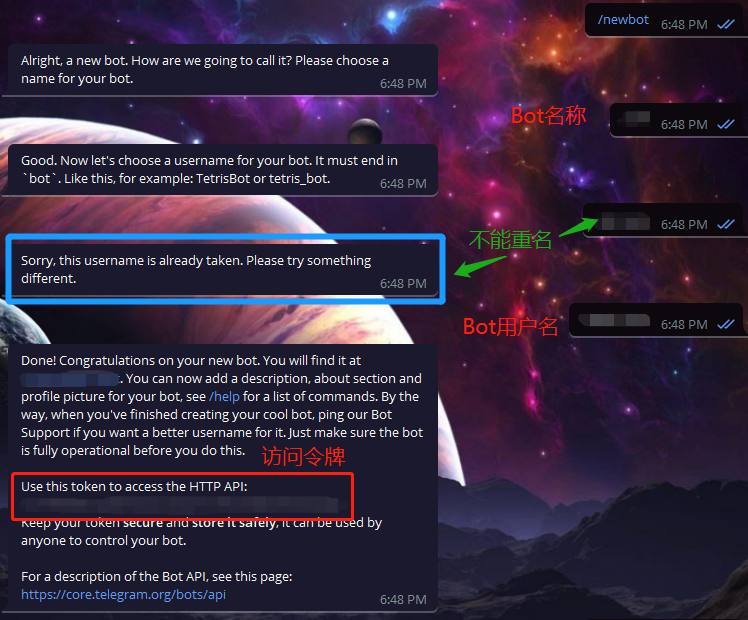 /newbot
6:48 PM
Alright, a new bot. How are we going to call it? Please choose a
name for your bot.
6:48 PM
Bot名称
6:48 PM
Good. Now let's choose a username for your bot. It must end in
`bot`. Like this, for example: TetrisBot or tetris_bot.
6:48 PM
6:48 PM
不能重名
Sorry, this username is already taken. Please try something
different.
6:48 PM
Bot用户名
6:48 PM
Done! Congratulations on your new bot. You will find it at
. You can now add a description, about section and
profile picture for your bot, see /help for a list of commands. By the
way, when you've finished creating your cool bot, ping our Bot
Support if you want a better username for it. Just make sure the bot
is fully operational before you do this.
访问令牌
Use this token to access the HTTP API:
Keep your token secure and store it safely, it can be used by
anyone to control your bot.
For a description of the Bot API, see this page:
https://core.telegram.org/bots/api
6:48 PM